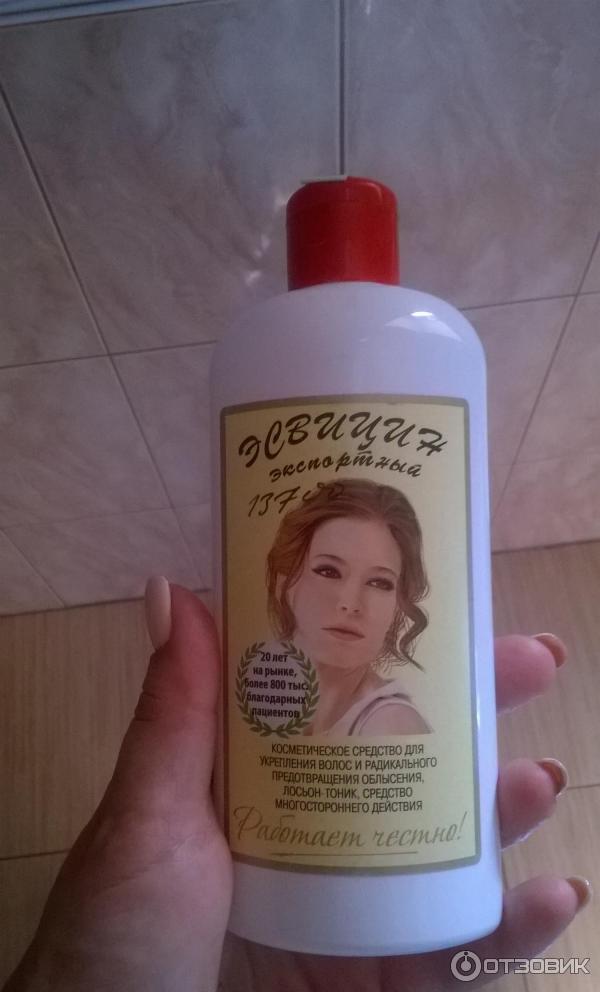 ЭСВИЦИН
экспортный
20 лет
на рынке,
более 800 тыс.
благодарных
пациентов
КОСМЕТИЧЕСКОЕ СРЕДСТВО ДЛЯ
УКРЕПЛЕНИЯ ВОЛОС И РАДИКАЛЬНОГО
ПРЕДОТВРАЩЕНИЯ ОБЛЫСЕНИЯ,
ЛОСЬОН-ТОНИК, СРЕДСТВО
МНОГОСТОРОННЕГО ДЕЙСТВИЯ
Работает честно!
ОТЗОВИК